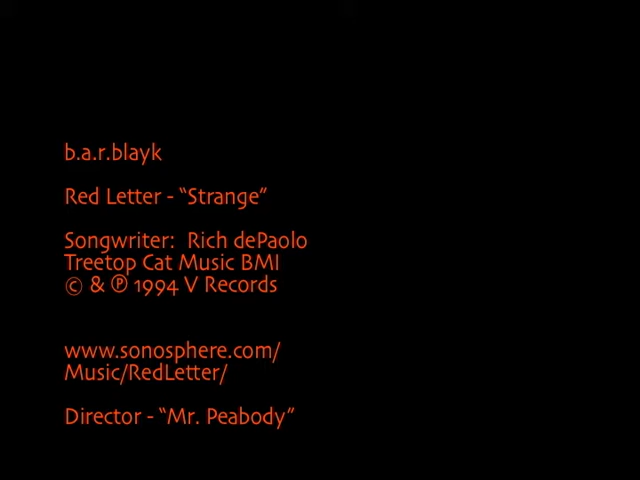 b.a.r.blayk
Red Letter - “Strange”
Songwriter:  Rich dePaolo
Treetop Cat Music BMI
© & ℗ 1994 V Records
www.sonosphere.com/
Music/RedLetter/
Director - “Mr. Peabody”